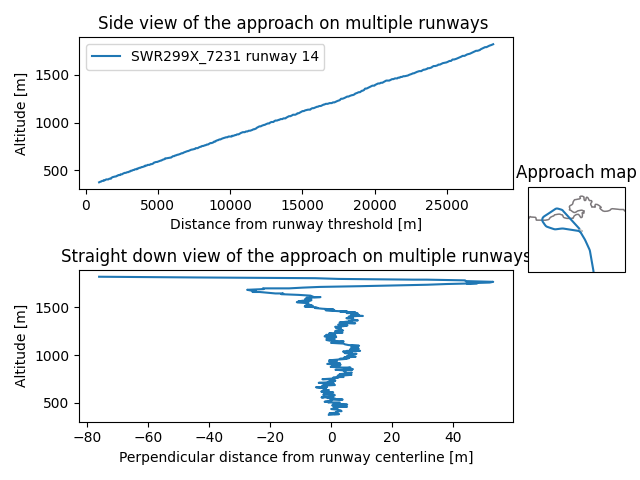 Side view of the approach on multiple runways
SWR299X_7231 runway 14
1500
1000
500
Altitude [m]
0 5000 10000 15000 20000 25000
Distance from runway threshold [m]
Approach map
Straight down view of the approach on multiple runways
1500
1000
500
Altitude [m]
−80 −60 −40 −20 0 20 40
Perpendicular distance from runway centerline [m]